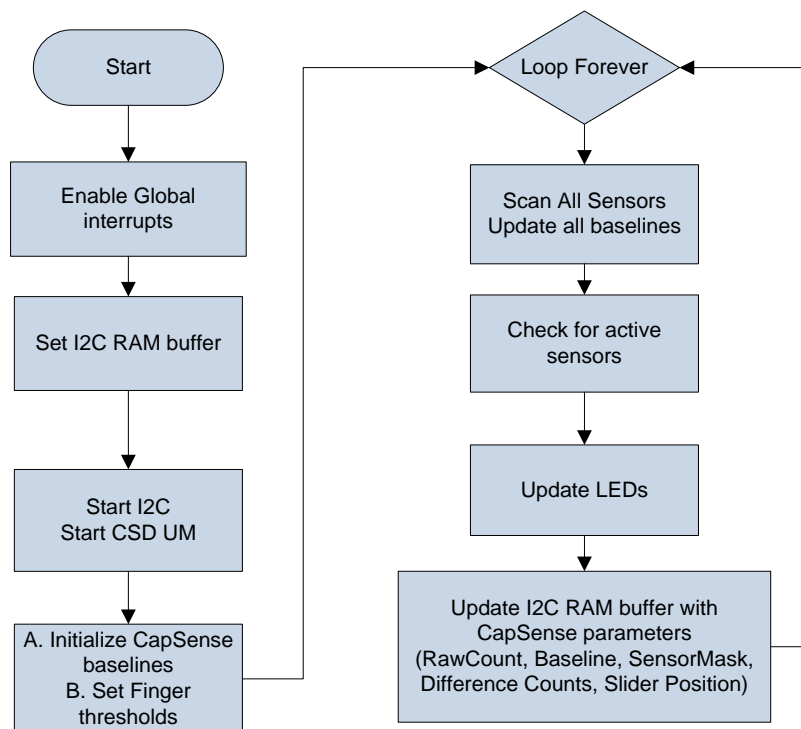 Start
Enable Global
interrupts
Set I2C RAM buffer
Start I2C
Start CSD UM
A. Initialize CapSense
baselines
B. Set Finger
thresholds
Loop Forever
Scan All Sensors
Update all baselines
Check for active
sensors
Update LEDs
Update I2C RAM buffer with
CapSense parameters
(RawCount, Baseline, SensorMask,
Difference Counts, Slider Position)